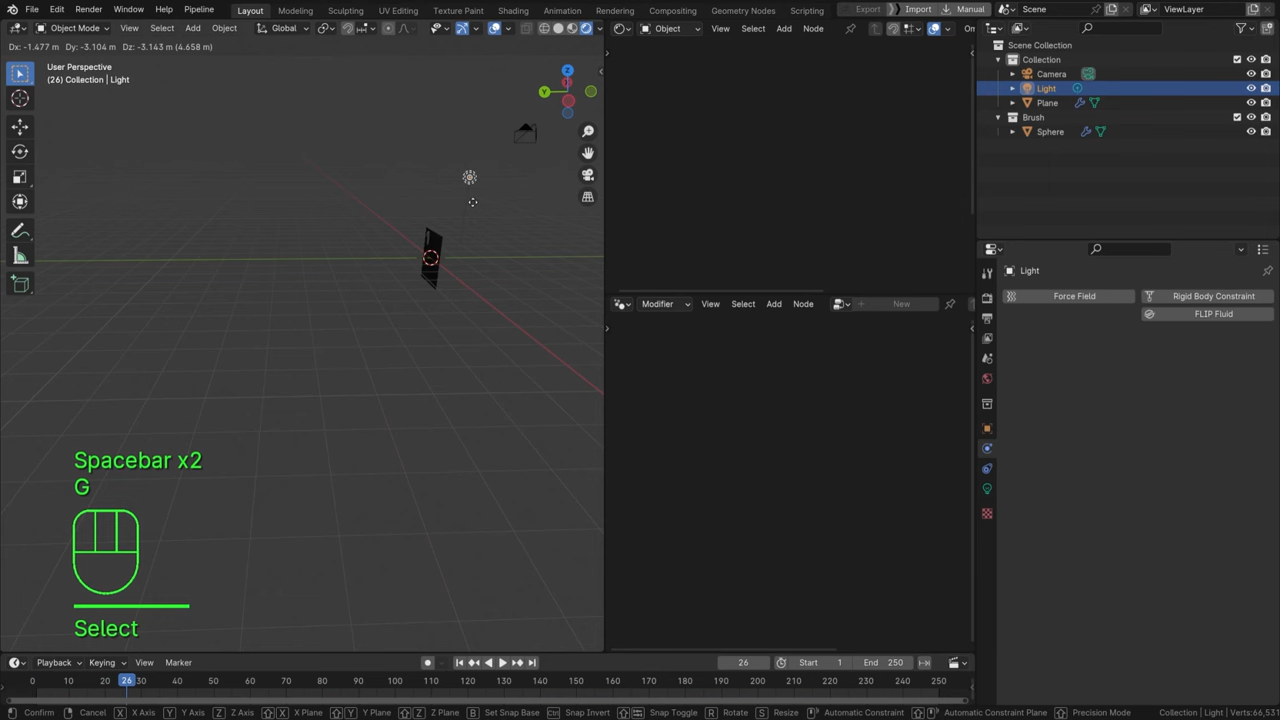 File Edit Render Window Help Pipeline Layout Modeling Sculpting UV Editing Texture Paint Shading Animation Rendering Compositing Geometry Nodes Scripting Export Import Manual Scene ViewLayer
Object Mode View Select Add Object Global Object View Select Add Node
Dx: -1.477 m Dy: -3.104 m Dz: -3.143 m (4.658 m)
User Perspective
(26) Collection | Light
Z
Y
Scene Collection
Collection
Camera
Light
Plane
Brush
Sphere
Modifier View Select Add Node New
Light
Force Field Rigid Body Constraint
FLIP Fluid
Spacebar x2
G
Select
Playback Keying View Marker 26 Start 1 End 250
0 10 20 26 30 40 50 60 70 80 90 100 110 120 130 140 150 160 170 180 190 200 210 220 230 240 250
Confirm Cancel X X Axis Y Y Axis Z Z Axis X X Plane Y Y Plane Z Z Plane B Set Snap Base Ctrl Snap Invert Snap Toggle R Rotate S Resize Automatic Constraint Automatic Constraint Plane Precision Mode Collection | Light | Verts:66,531